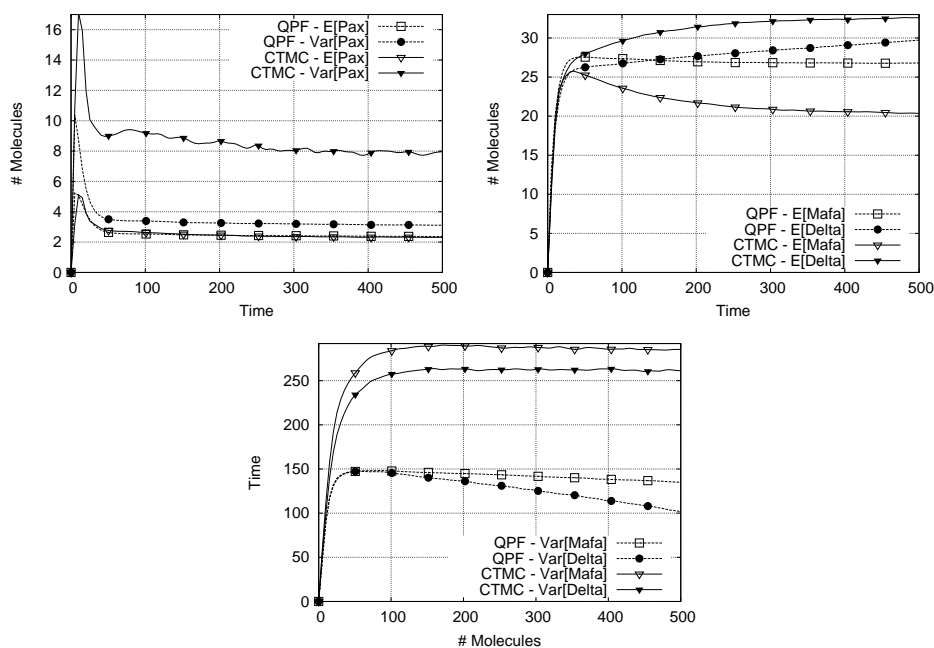 QPF - E[Pax]
QPF - Var[Pax]
CTMC - E[Pax]
CTMC - Var[Pax]
# Molecules
16
14
12
10
8
6
4
2
0
0 100 200 300 400 500
Time
# Molecules
30
25
20
15
10
5
0
QPF - E[Mafa]
QPF - E[Delta]
CTMC - E[Mafa]
CTMC - E[Delta]
0 100 200 300 400 500
Time
Time
250
200
150
100
50
0
QPF - Var[Mafa]
QPF - Var[Delta]
CTMC - Var[Mafa]
CTMC - Var[Delta]
0 100 200 300 400 500
# Molecules